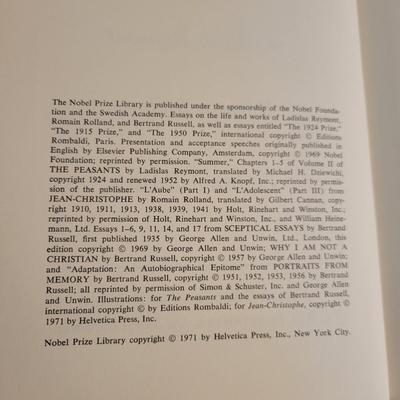 The Nobel Prize Library is published under the sponsorship of the Nobel Founda-
tion and the Swedish Academy. Essays on the life and works of Ladislas Reymont,
Romain Rolland, and Bertrand Russell, as well as essays entitled "The 1924 Prize,"
"The 1915 Prize," and "The 1950 Prize," international copyright © Editions
Rombaldi, Paris. Presentation and acceptance speeches originally published in
English by Elsevier Publishing Company, Amsterdam, copyright © 1969 Nobel
Foundation; reprinted by permission. "Summer," Chapters 1–5 of Volume II of
THE PEASANTS by Ladislas Reymont, translated by Michael H. Dziewichi,
copyright 1924 and renewed 1952 by Alfred A. Knopf, Inc.; reprinted by permis-
sion of the publisher. "L'Aube" (Part I) and "L'Adolescent" (Part III) from
JEAN-CHRISTOPHE by Romain Rolland, translated by Gilbert Cannan, copy-
right 1910, 1911, 1913, 1938, 1939, 1941 by Holt, Rinehart and Winston, Inc.;
reprinted by permission of Holt, Rinehart and Winston, Inc., and William Heine-
mann, Ltd. Essays 1–6, 9, 11, 14, and 17 from SCEPTICAL ESSAYS by Bertrand
Russell, first published 1935 by George Allen and Unwin, Ltd., London, this
edition copyright © 1969 by George Allen and Unwin; WHY I AM NOT A
CHRISTIAN by Bertrand Russell, copyright © 1957 by George Allen and Unwin;
and "Adaptation: An Autobiographical Epitome" from PORTRAITS FROM
MEMORY by Bertrand Russell, copyright © 1951, 1952, 1953, 1956 by Bertrand
Russell; all reprinted by permission of Simon & Schuster, Inc. and George Allen
and Unwin. Illustrations: for The Peasants and the essays of Bertrand Russell,
international copyright © by Editions Rombaldi; for Jean-Christophe, copyright ©
1971 by Helvetica Press, Inc.
Nobel Prize Library copyright © 1971 by Helvetica Press, Inc., New York City.